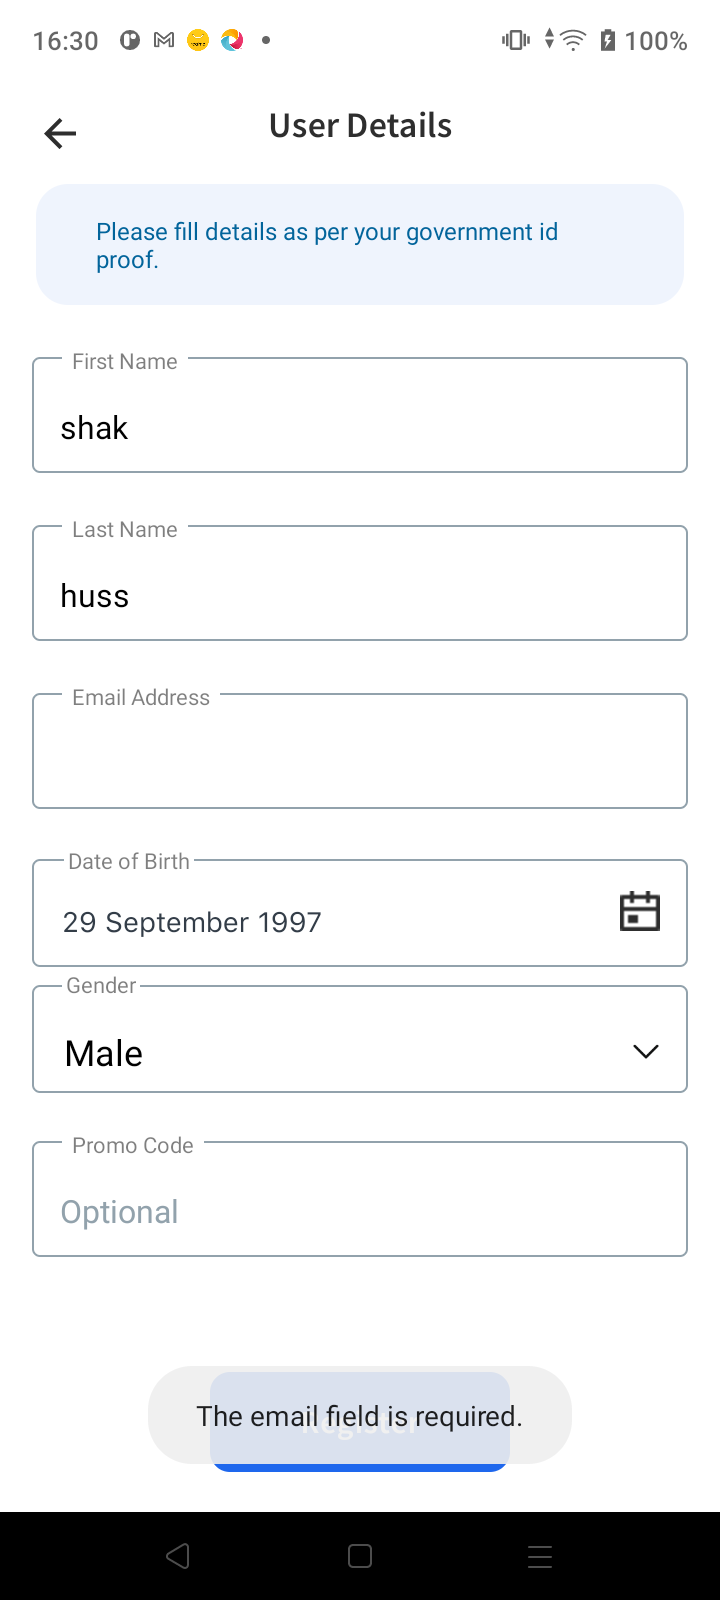 16:30
100%
User Details
Please fill details as per your government id
proof.
First Name
shak
Last Name
huss
Email Address
Date of Birth
29 September 1997
Gender
Male
Promo Code
Optional
The email field is required.
Register